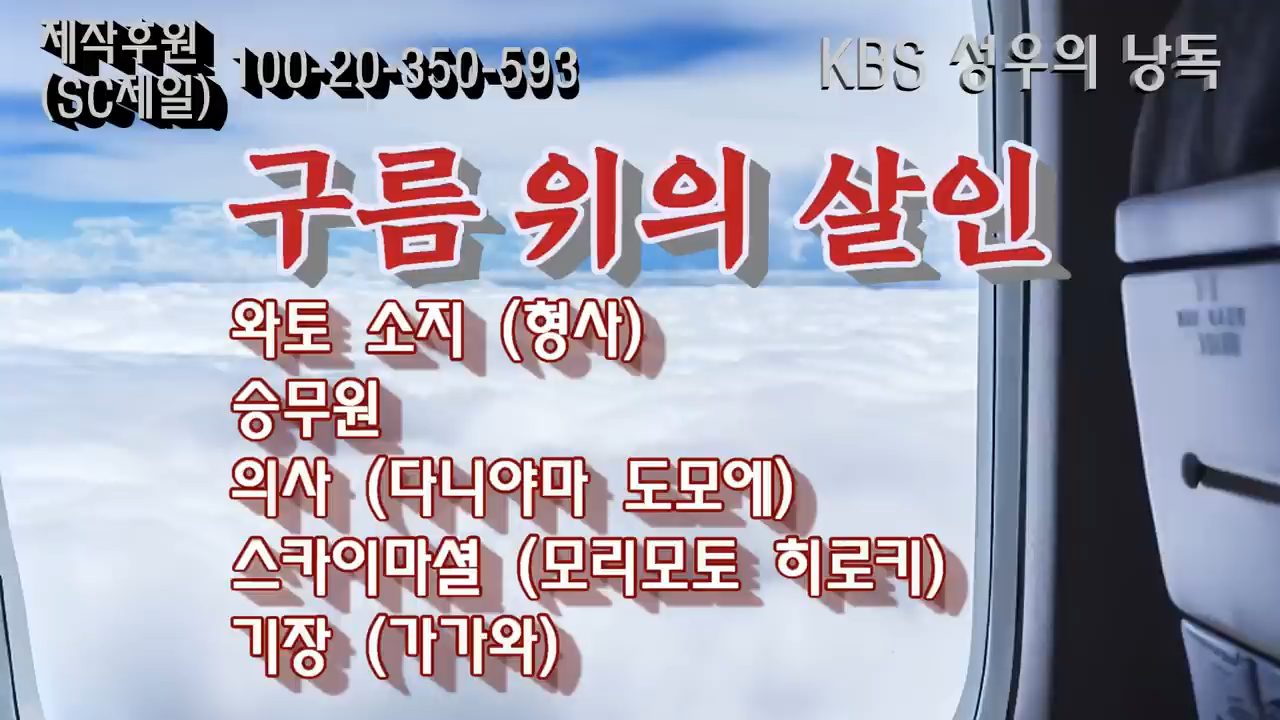 제작후원
(SC제일)
100-20-350-593
KBS 성우의 낭독
구름 위의 살인
와토 소지 (형사)
승무원
의사 (다니야마 도모에)
스카이마셜 (모리모토 히로키)
기장 (가가와)